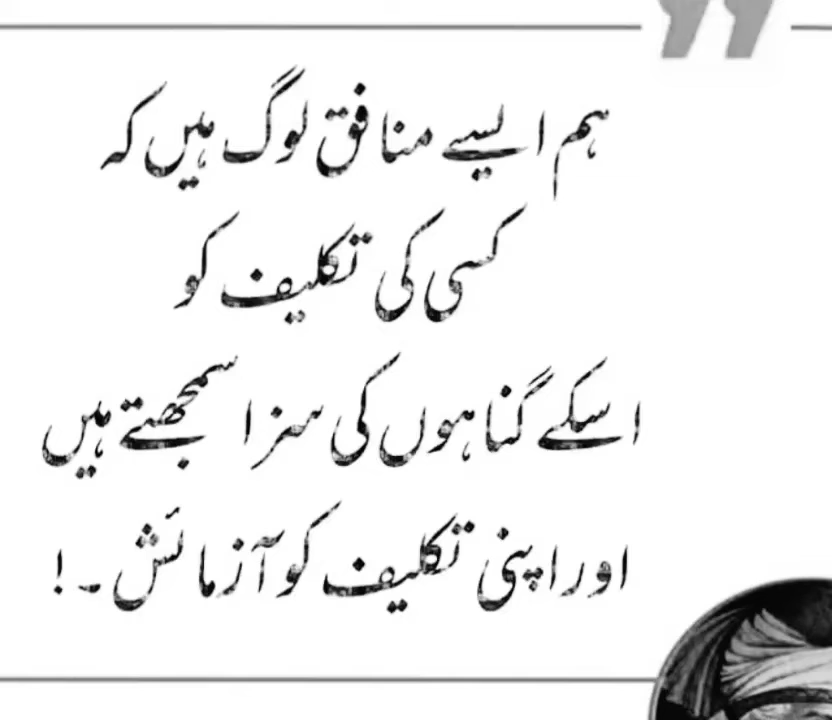 ہم ایسے منافق لوگ ہیں کہ
کسی کی تکلیف کو
اسکے گناہوں کی سزا سمجھتے ہیں
اور اپنی تکلیف کو آزمائش ۔!